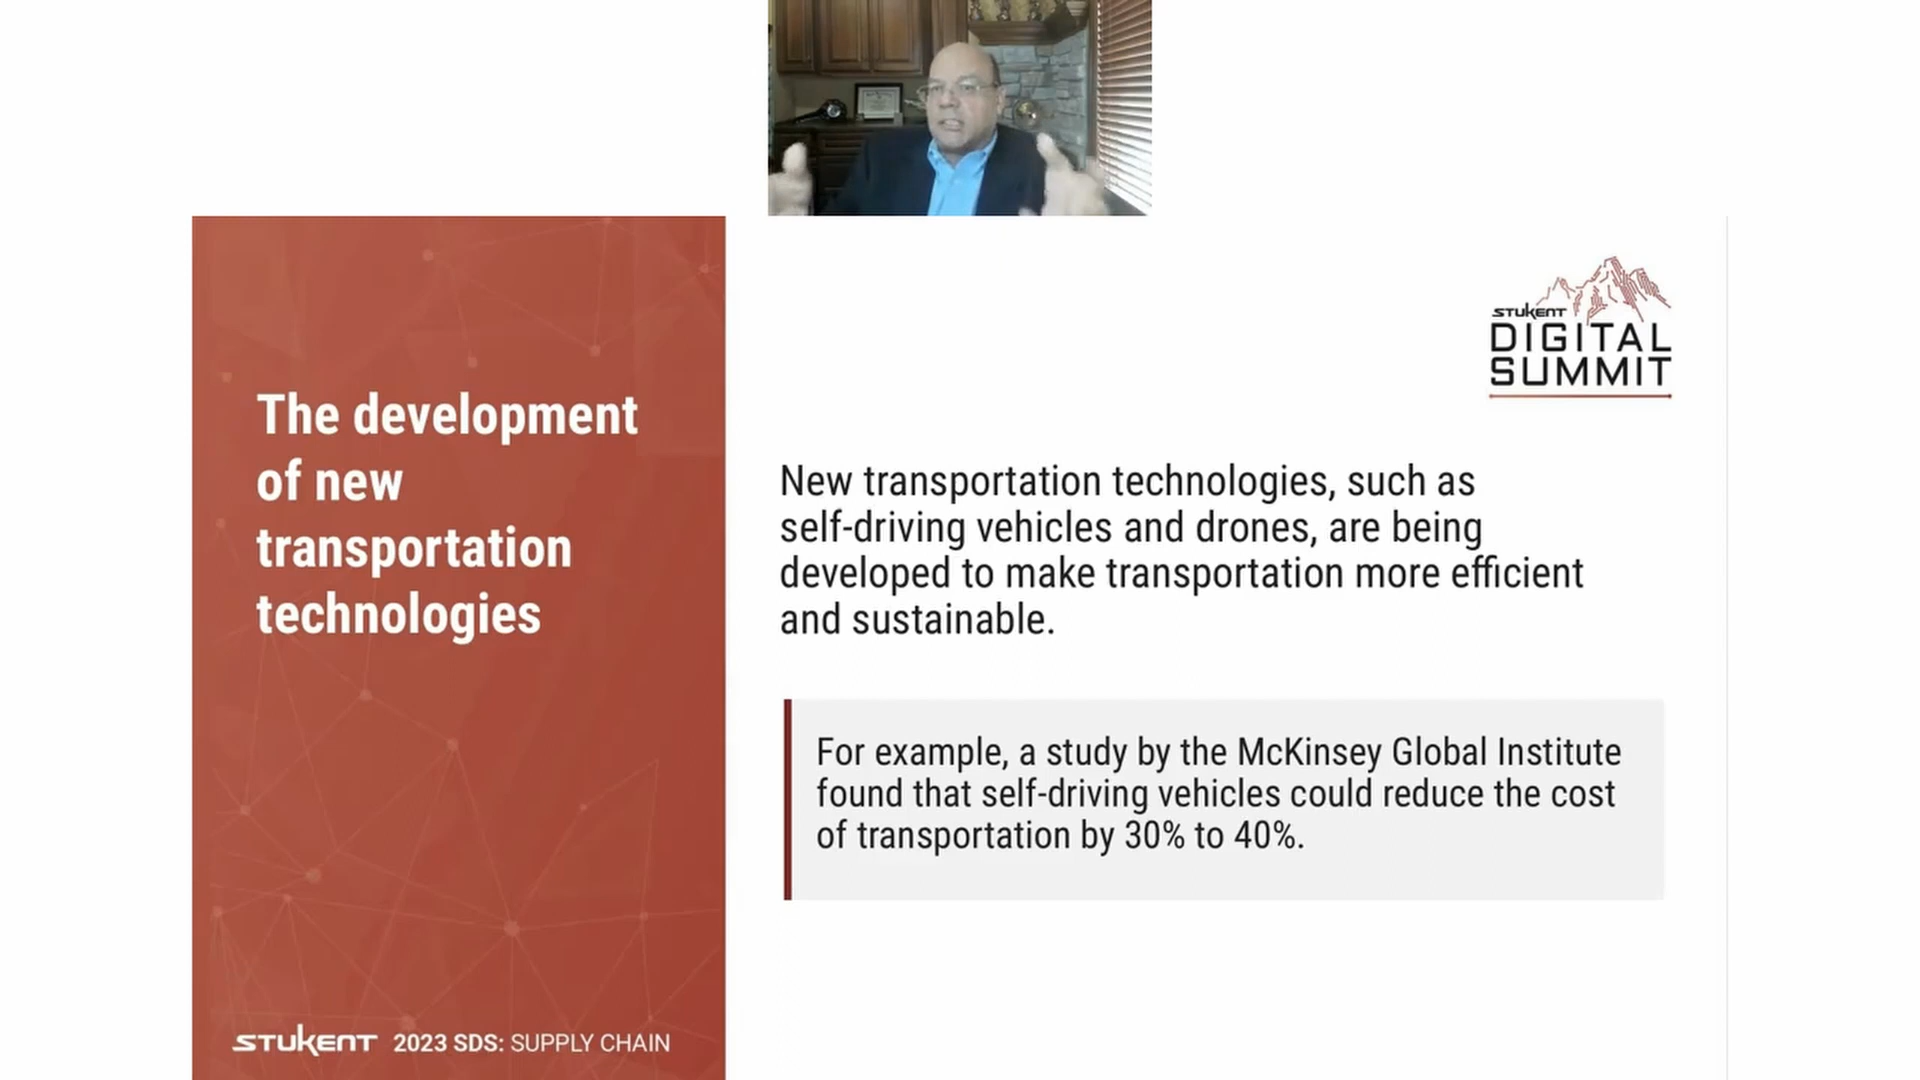 The development
of new
transportation
technologies
STUKENT 2023 SDS: SUPPLY CHAIN
STUKENT
DIGITAL
SUMMIT
New transportation technologies, such as
self-driving vehicles and drones, are being
developed to make transportation more efficient
and sustainable.
For example, a study by the McKinsey Global Institute
found that self-driving vehicles could reduce the cost
of transportation by 30% to 40%.